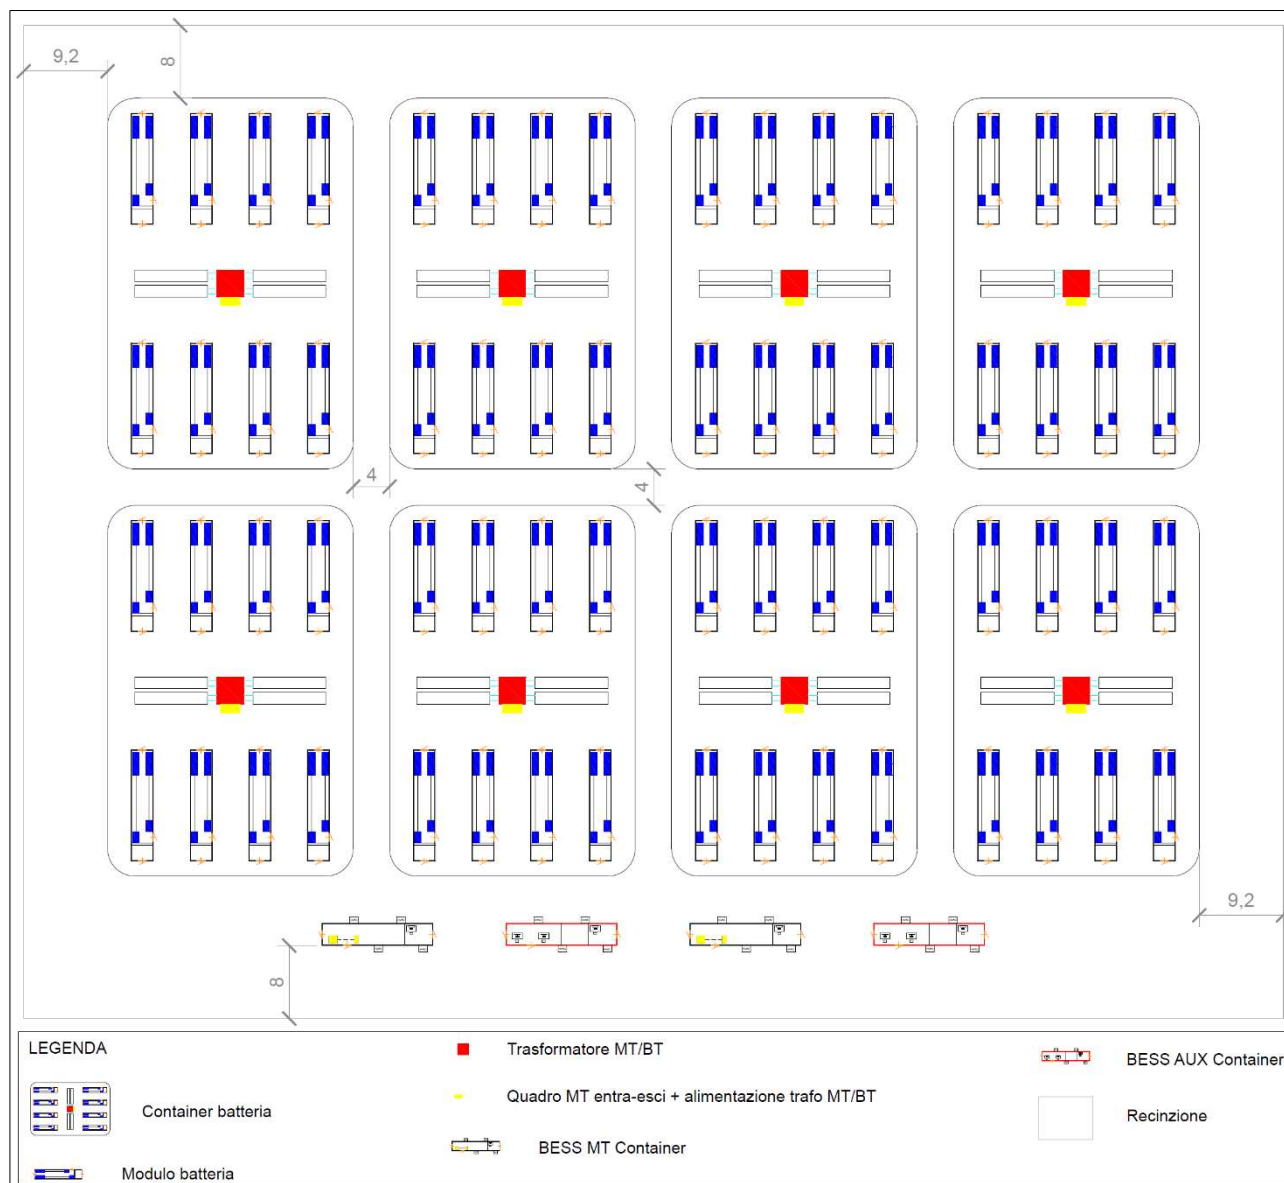 9,2
8
4
4
9,2
8
LEGENDA
Trasformatore MT/BT
BESS AUX Container
Quadro MT entra-esci + alimentazione trafo MT/BT
Container batteria
Recinzione
BESS MT Container
Modulo batteria